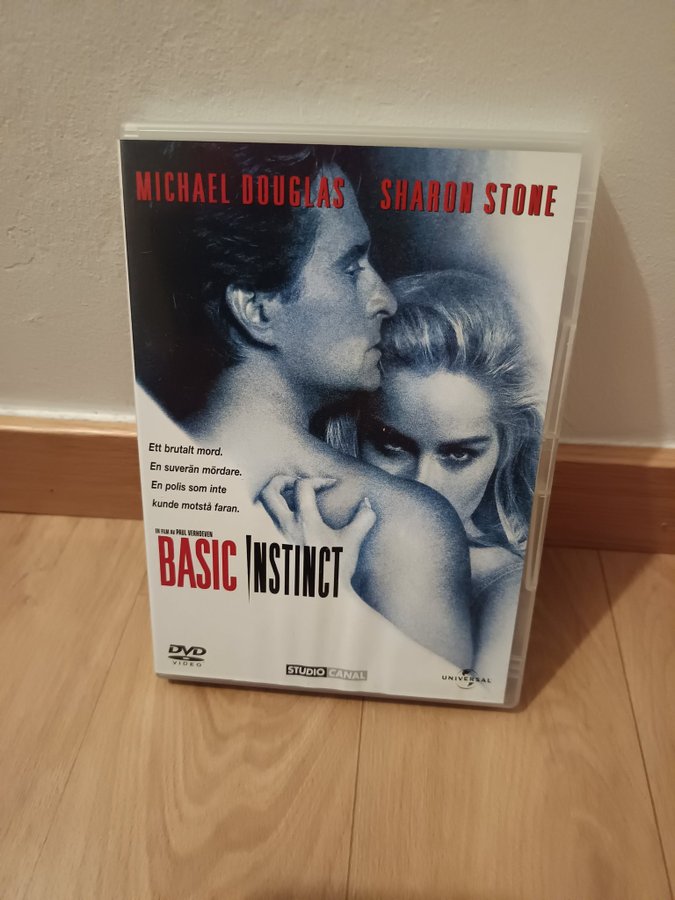 MICHAEL DOUGLAS SHARON STONE
Ett brutalt mord.
En suverän mördare.
En polis som inte
kunde motstå faran.
EN FILM AV PAUL VERHOEVEN
BASIC INSTINCT
DVD
VIDEO
STUDIO CANAL
UNIVERSAL